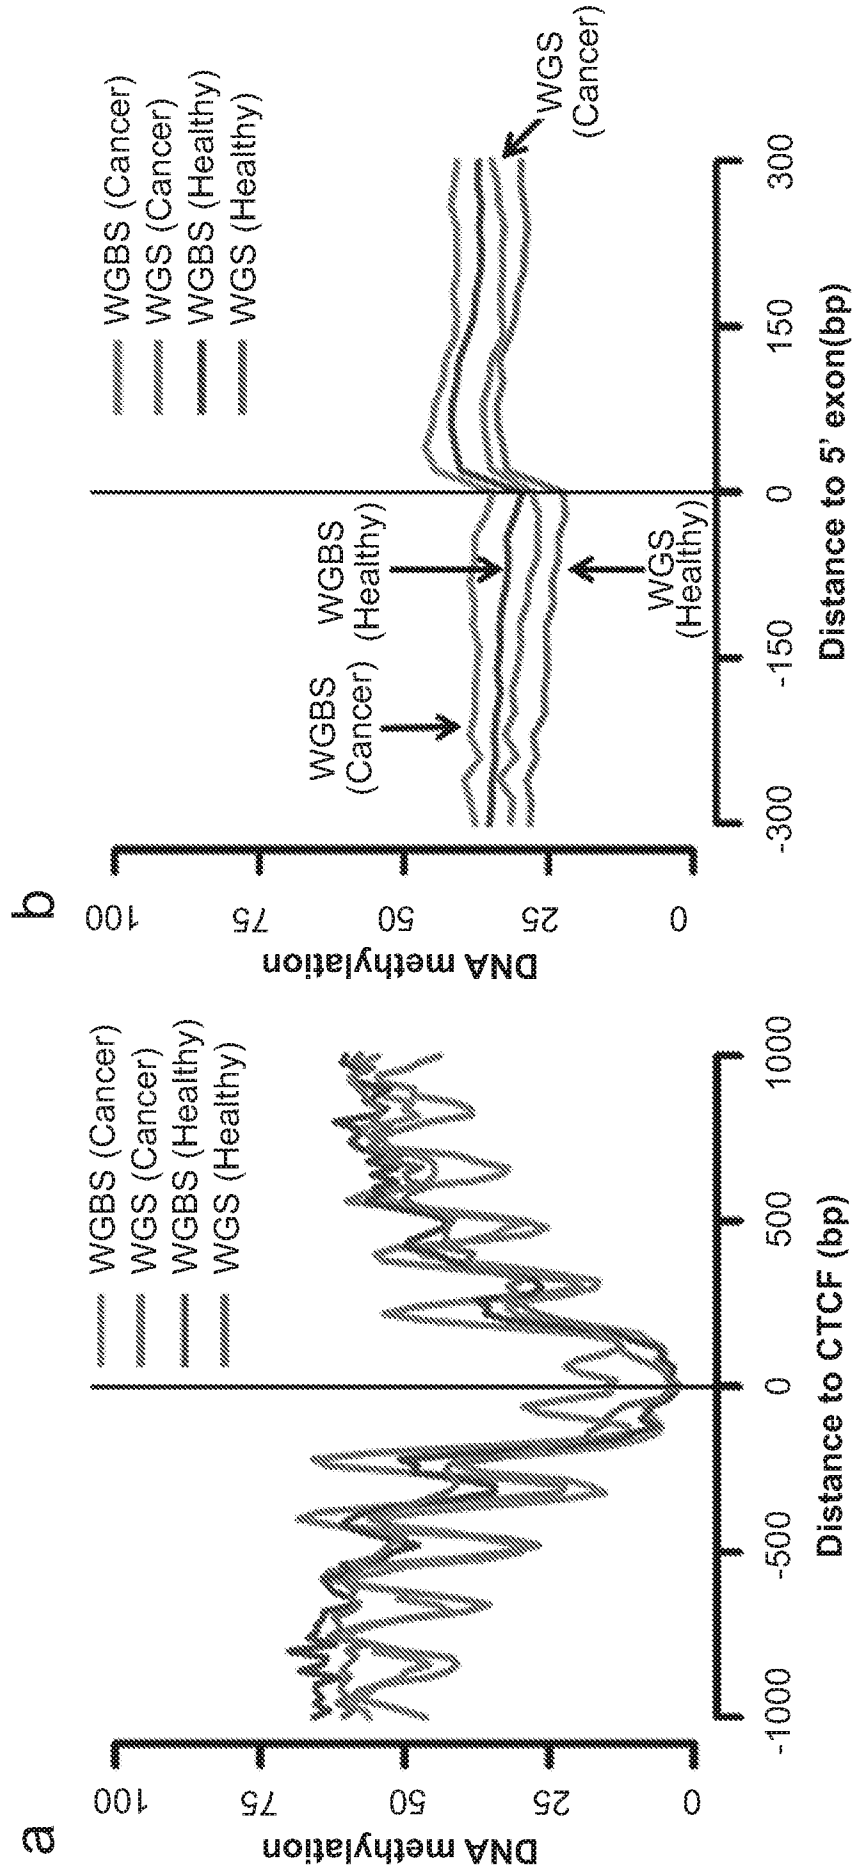 a
100
75
50
25
0
DNA methylation
WGBS (Cancer)
WGS (Cancer)
WGBS (Healthy)
WGS (Healthy)
-1000
-500
0
500
1000
Distance to CTCF (bp)
b
100
75
50
25
0
DNA methylation
WGBS (Cancer)
WGS (Cancer)
WGBS (Healthy)
WGS (Healthy)
WGBS
(Cancer)
WGBS
(Healthy)
WGS
(Healthy)
WGS
(Cancer)
-300
-150
0
150
300
Distance to 5' exon(bp)